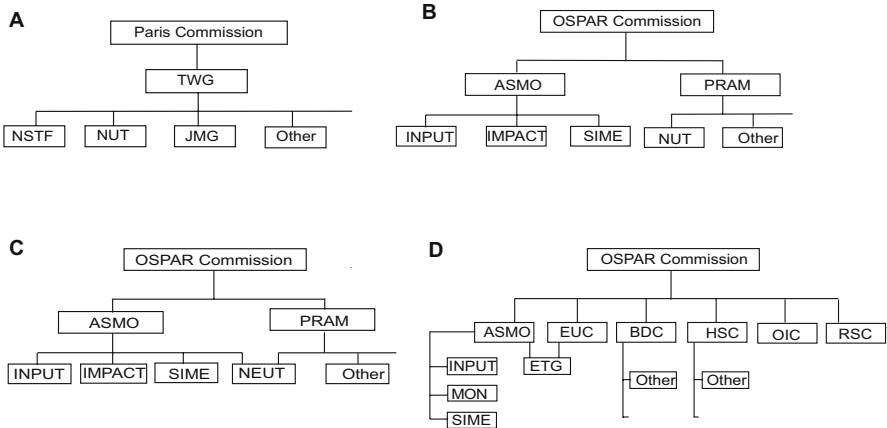 A
Paris Commission
TWG
NSTF NUT JMG Other
B
OSPAR Commission
ASMO PRAM
INPUT IMPACT SIME NUT Other
C
OSPAR Commission
ASMO PRAM
INPUT IMPACT SIME NEUT Other
D
OSPAR Commission
ASMO EUC BDC HSC OIC RSC
INPUT ETG
Other Other
MON
SIME